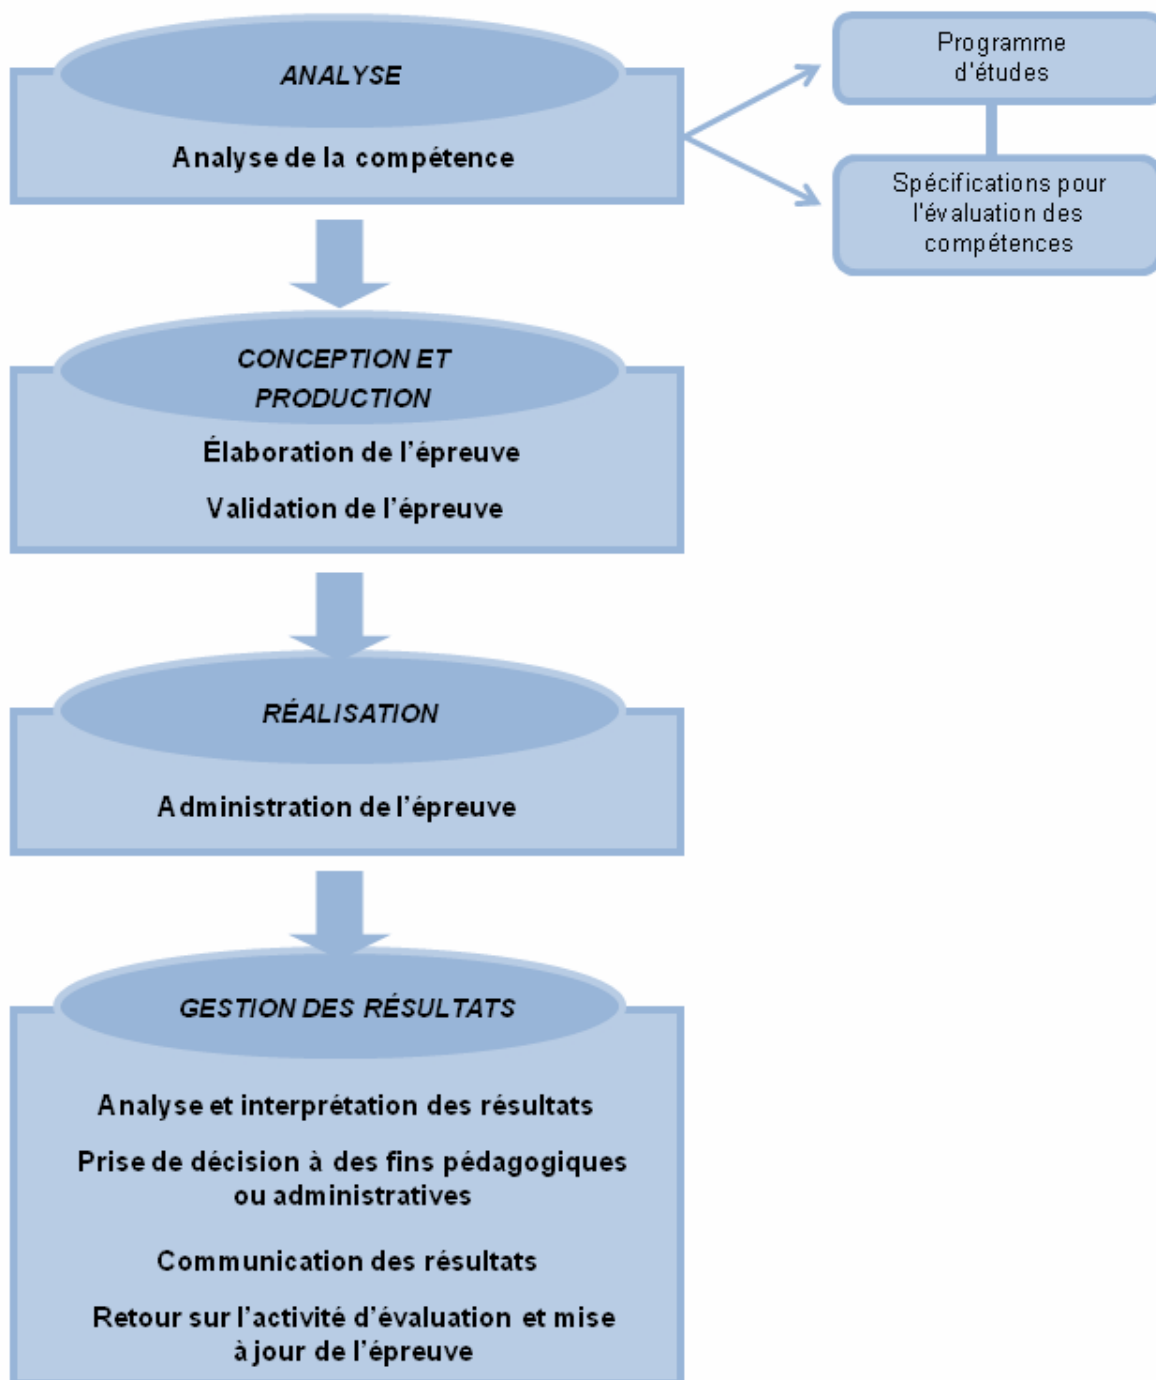 ANALYSE
Analyse de la compétence
Programme
d'études
Spécifications pour
l'évaluation des
compétences
CONCEPTION ET
PRODUCTION
Élaboration de l’épreuve
Validation de l’épreuve
RÉALISATION
Administration de l’épreuve
GESTION DES RÉSULTATS
Analyse et interprétation des résultats
Prise de décision à des fins pédagogiques
ou administratives
Communication des résultats
Retour sur l’activité d’évaluation et mise
à jour de l’épreuve